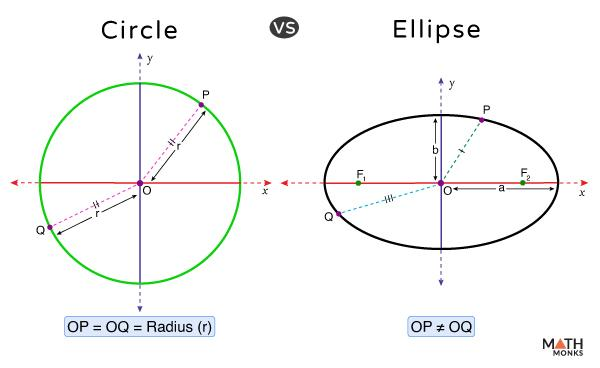 Circle
VS
Ellipse
y
P
r
O
x
r
Q
OP = OQ = Radius (r)
y
P
b
F₁
F₂
O
a
x
Q
OP ≠ OQ
MATH
MONKS